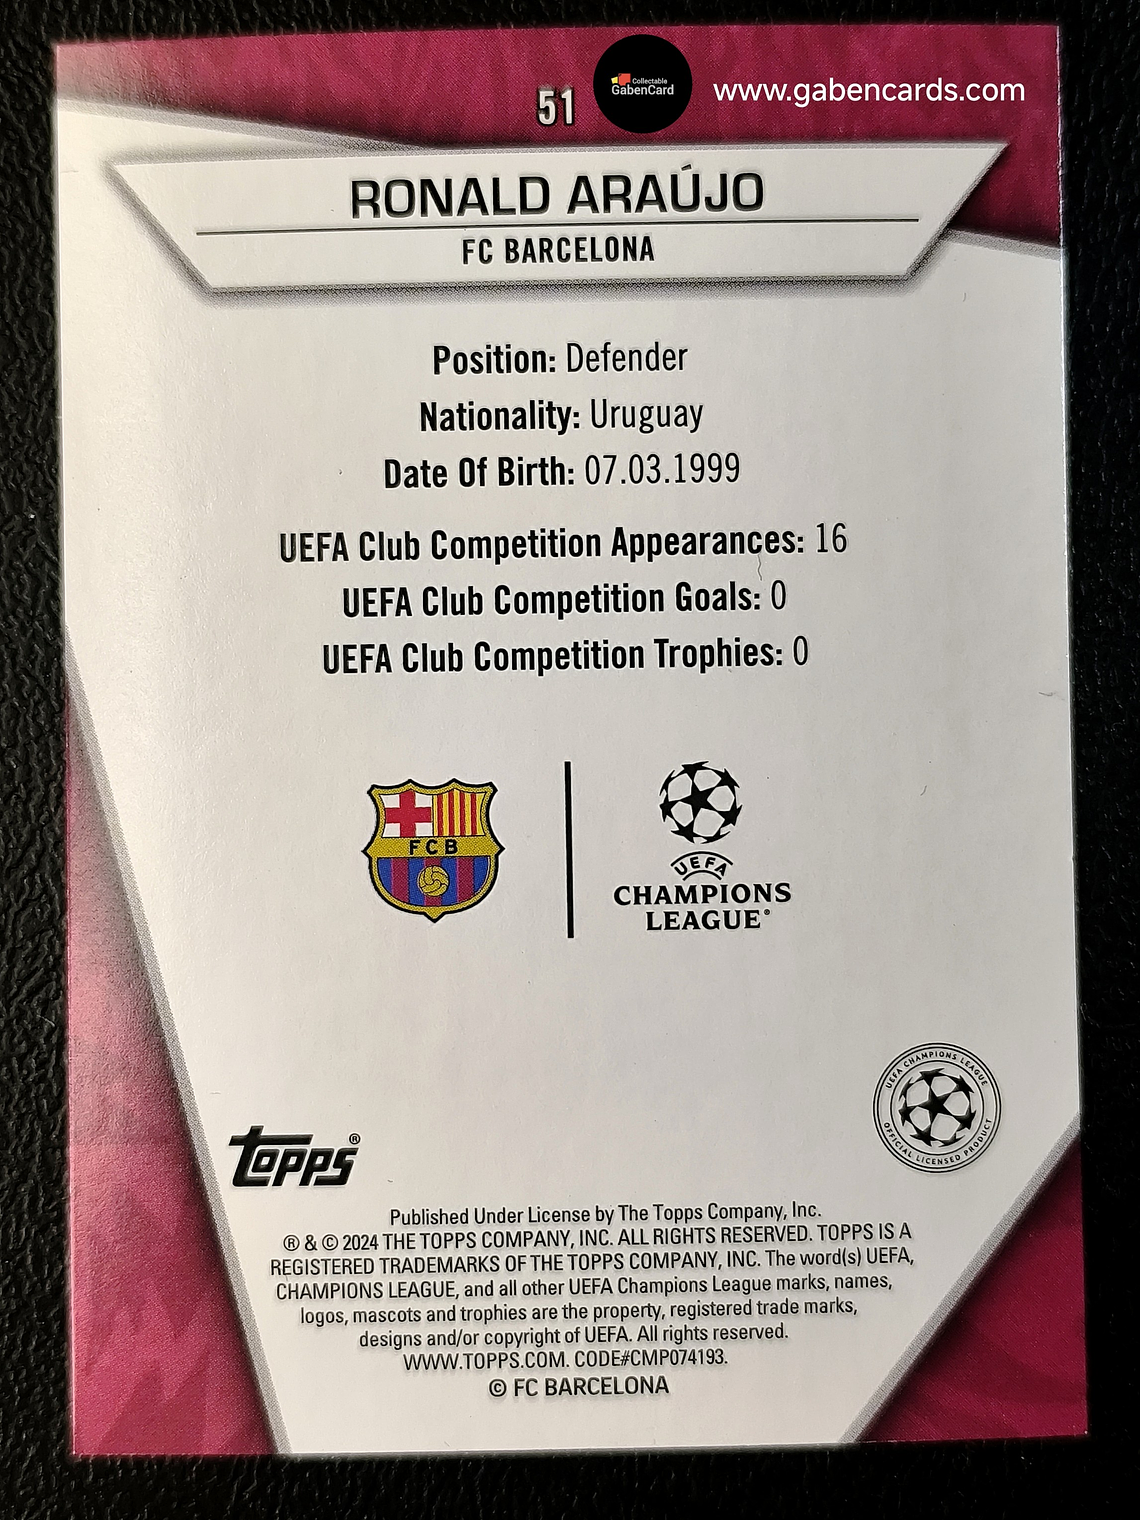 51
Collectable
GabenCard
www.gabencards.com
RONALD ARAÚJO
FC BARCELONA
Position: Defender
Nationality: Uruguay
Date Of Birth: 07.03.1999
UEFA Club Competition Appearances: 16
UEFA Club Competition Goals: 0
UEFA Club Competition Trophies: 0
FCB
UEFA
CHAMPIONS
LEAGUE®
UEFA CHAMPIONS LEAGUE
OFFICIAL LICENSED PRODUCT
Topps®
Published Under License by The Topps Company, Inc.
® & © 2024 THE TOPPS COMPANY, INC. ALL RIGHTS RESERVED. TOPPS IS A
REGISTERED TRADEMARKS OF THE TOPPS COMPANY, INC. The word(s) UEFA,
CHAMPIONS LEAGUE, and all other UEFA Champions League marks, names,
logos, mascots and trophies are the property, registered trade marks,
designs and/or copyright of UEFA. All rights reserved.
WWW.TOPPS.COM. CODE#CMP074193.
© FC BARCELONA